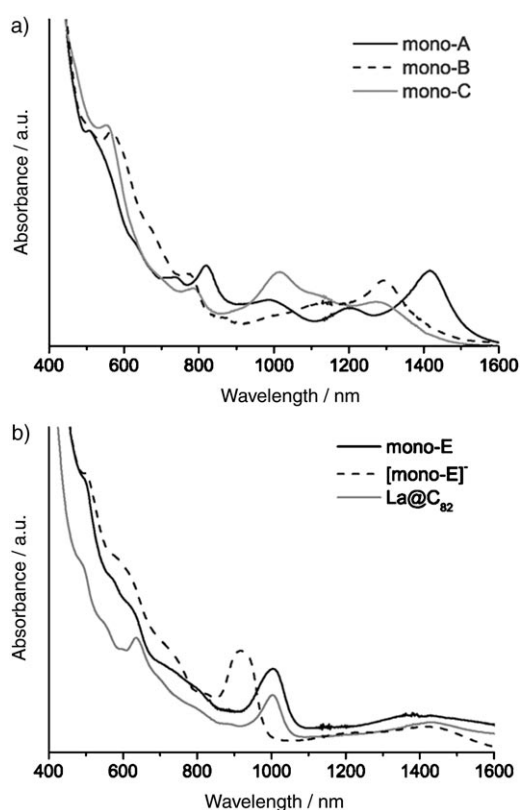 a)
mono-A
mono-B
mono-C
Absorbance / a.u.
400 600 800 1000 1200 1400 1600
Wavelength / nm
b)
mono-E
[mono-E]⁻
La@C₈₂
Absorbance / a.u.
400 600 800 1000 1200 1400 1600
Wavelength / nm